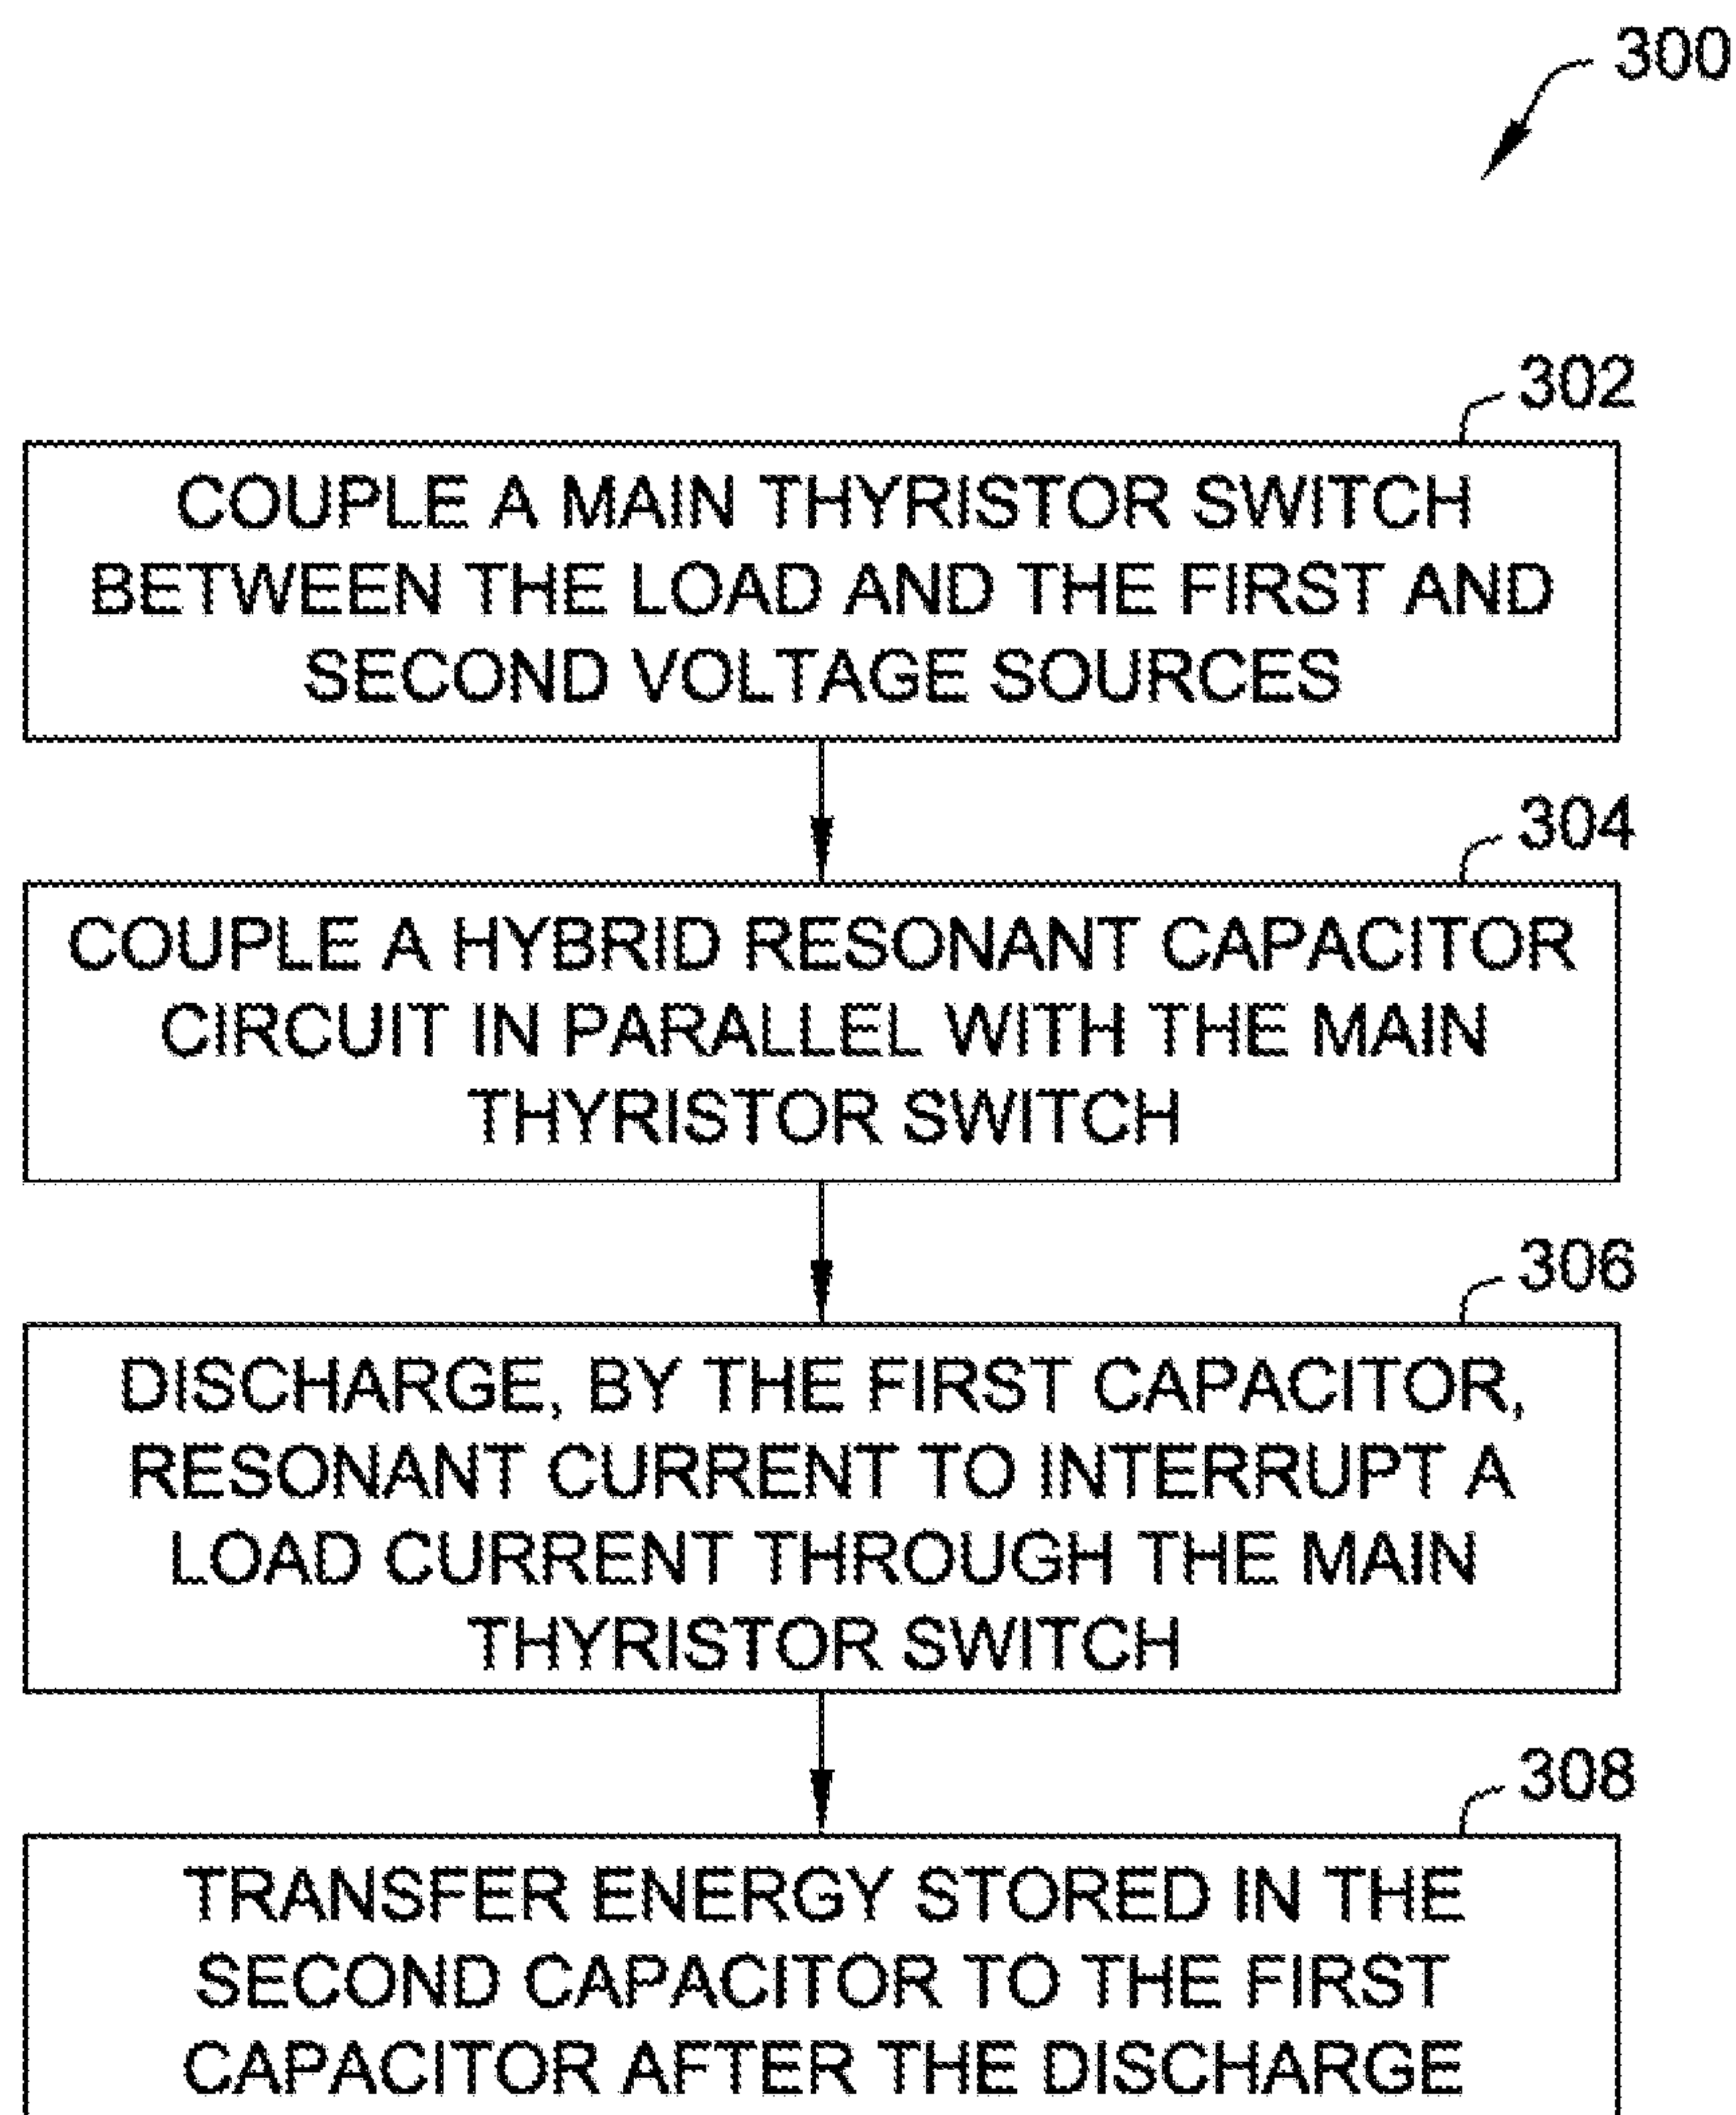 300
302
COUPLE A MAIN THYRISTOR SWITCH
BETWEEN THE LOAD AND THE FIRST AND
SECOND VOLTAGE SOURCES
304
COUPLE A HYBRID RESONANT CAPACITOR
CIRCUIT IN PARALLEL WITH THE MAIN
THYRISTOR SWITCH
306
DISCHARGE, BY THE FIRST CAPACITOR,
RESONANT CURRENT TO INTERRUPT A
LOAD CURRENT THROUGH THE MAIN
THYRISTOR SWITCH
308
TRANSFER ENERGY STORED IN THE
SECOND CAPACITOR TO THE FIRST
CAPACITOR AFTER THE DISCHARGE